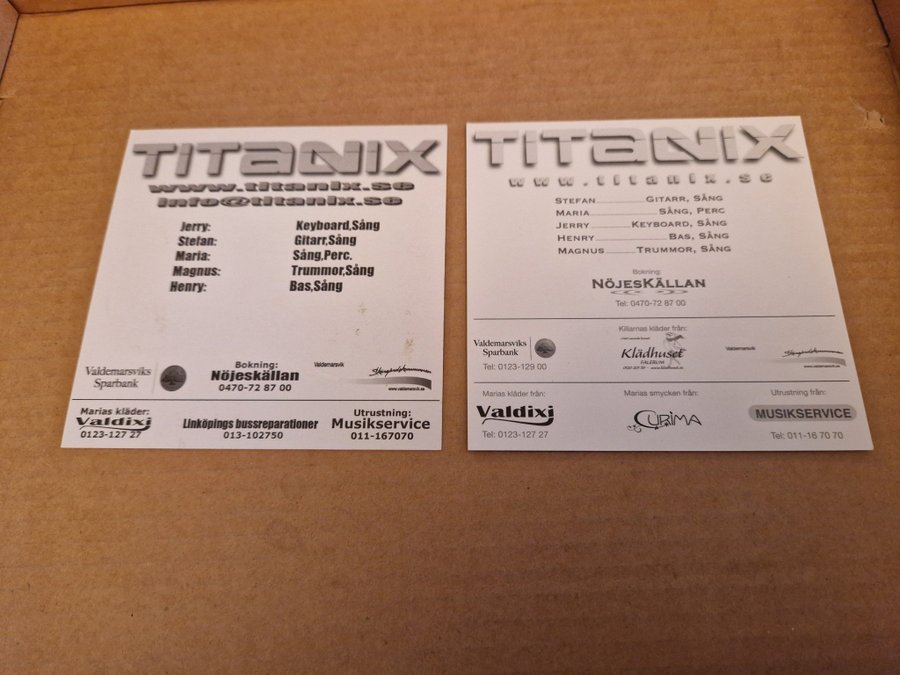 TITANIX
www.titanix.se
info@titanix.se
Jerry: Keyboard,Sång
Stefan: Gitarr,Sång
Maria: Sång,Perc.
Magnus: Trummor,Sång
Henry: Bas,Sång
Valdemarsviks
Sparbank
Bokning:
Nöjeskällan
0470-72 87 00
Valdemarsvik
www.valdemarsvik.se
Marias kläder:
Valdixi
0123-127 27
Linköpings bussreparationer
013-102750
Utrustning:
Musikservice
011-167070
TITANIX
www.titanix.se
STEFAN GITARR, SÅNG
MARIA SÅNG, PERC
JERRY KEYBOARD, SÅNG
HENRY BAS, SÅNG
MAGNUS TRUMMOR, SÅNG
Bokning:
NÖJESKÄLLAN
Tel: 0470-72 87 00
Valdemarsviks
Sparbank
Tel: 0123-129 00
Killarnas kläder från:
Klädhuset
Valdemarsvik
Marias kläder från:
Valdixi
Tel: 0123-127 27
Marias smycken från:
CURIMA
Utrustning från:
MUSIKSERVICE
Tel: 011-16 70 70